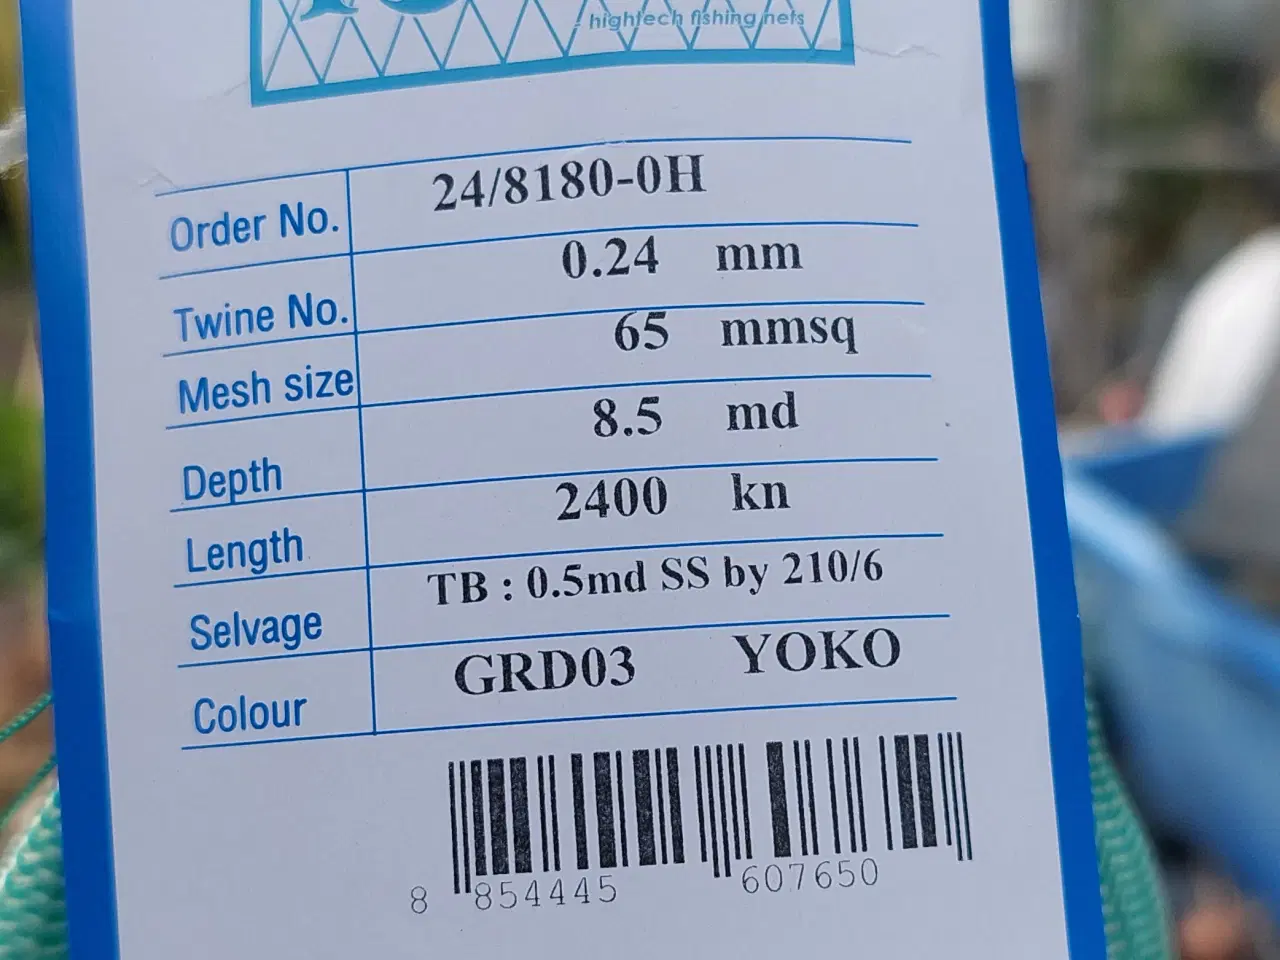 hightech fishing nets
Order No. 24/8180-0H
Twine No. 0.24 mm
Mesh size 65 mmsq
Depth 8.5 md
Length 2400 kn
Selvage TB : 0.5md SS by 210/6
Colour GRD03 YOKO
8 854445 607650